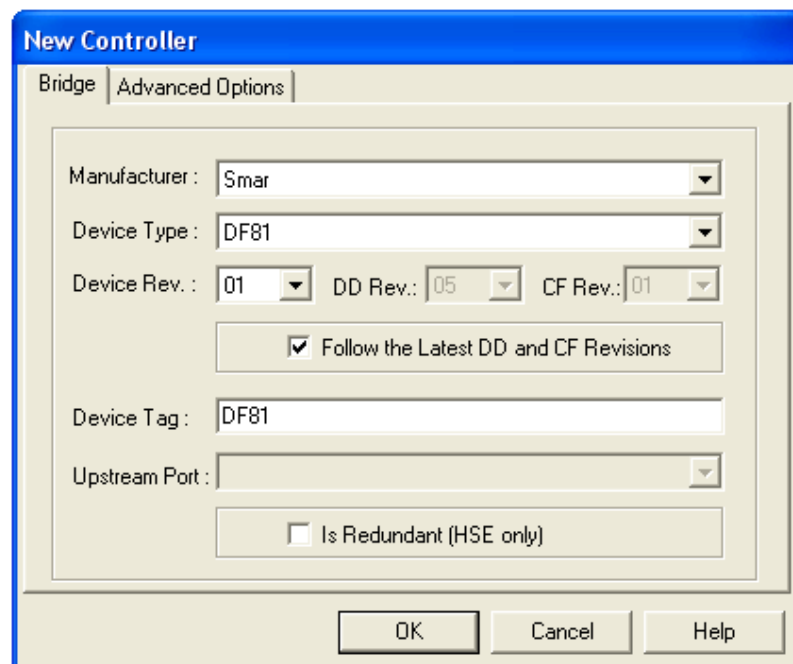 New Controller
Bridge Advanced Options
Manufacturer : Smar
Device Type : DF81
Device Rev. : 01 DD Rev.: 05 CF Rev.: 01
Follow the Latest DD and CF Revisions
Device Tag : DF81
Upstream Port :
Is Redundant (HSE only)
OK Cancel Help